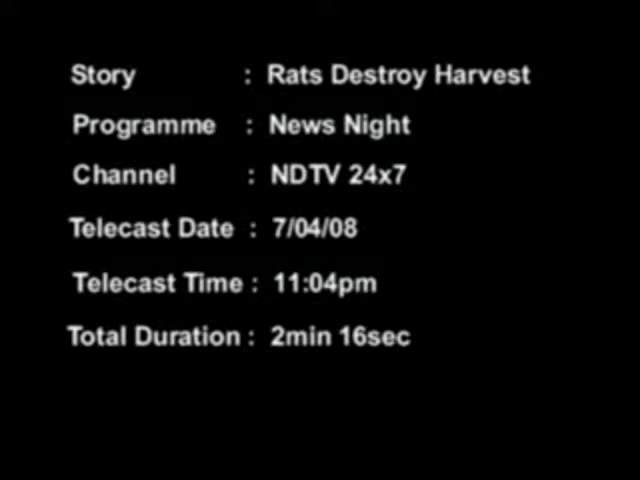 Story : Rats Destroy Harvest
Programme : News Night
Channel : NDTV 24x7
Telecast Date : 7/04/08
Telecast Time : 11:04pm
Total Duration : 2min 16sec